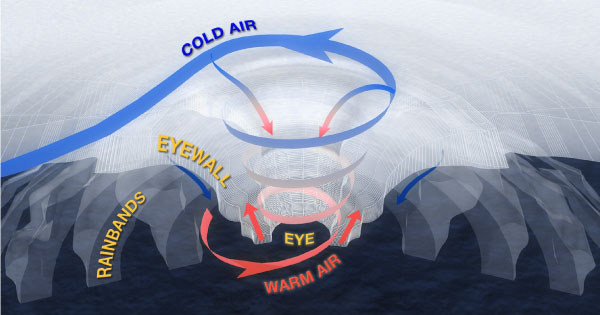 COLD AIR
EYEWALL
RAINBANDS
EYE
WARM AIR